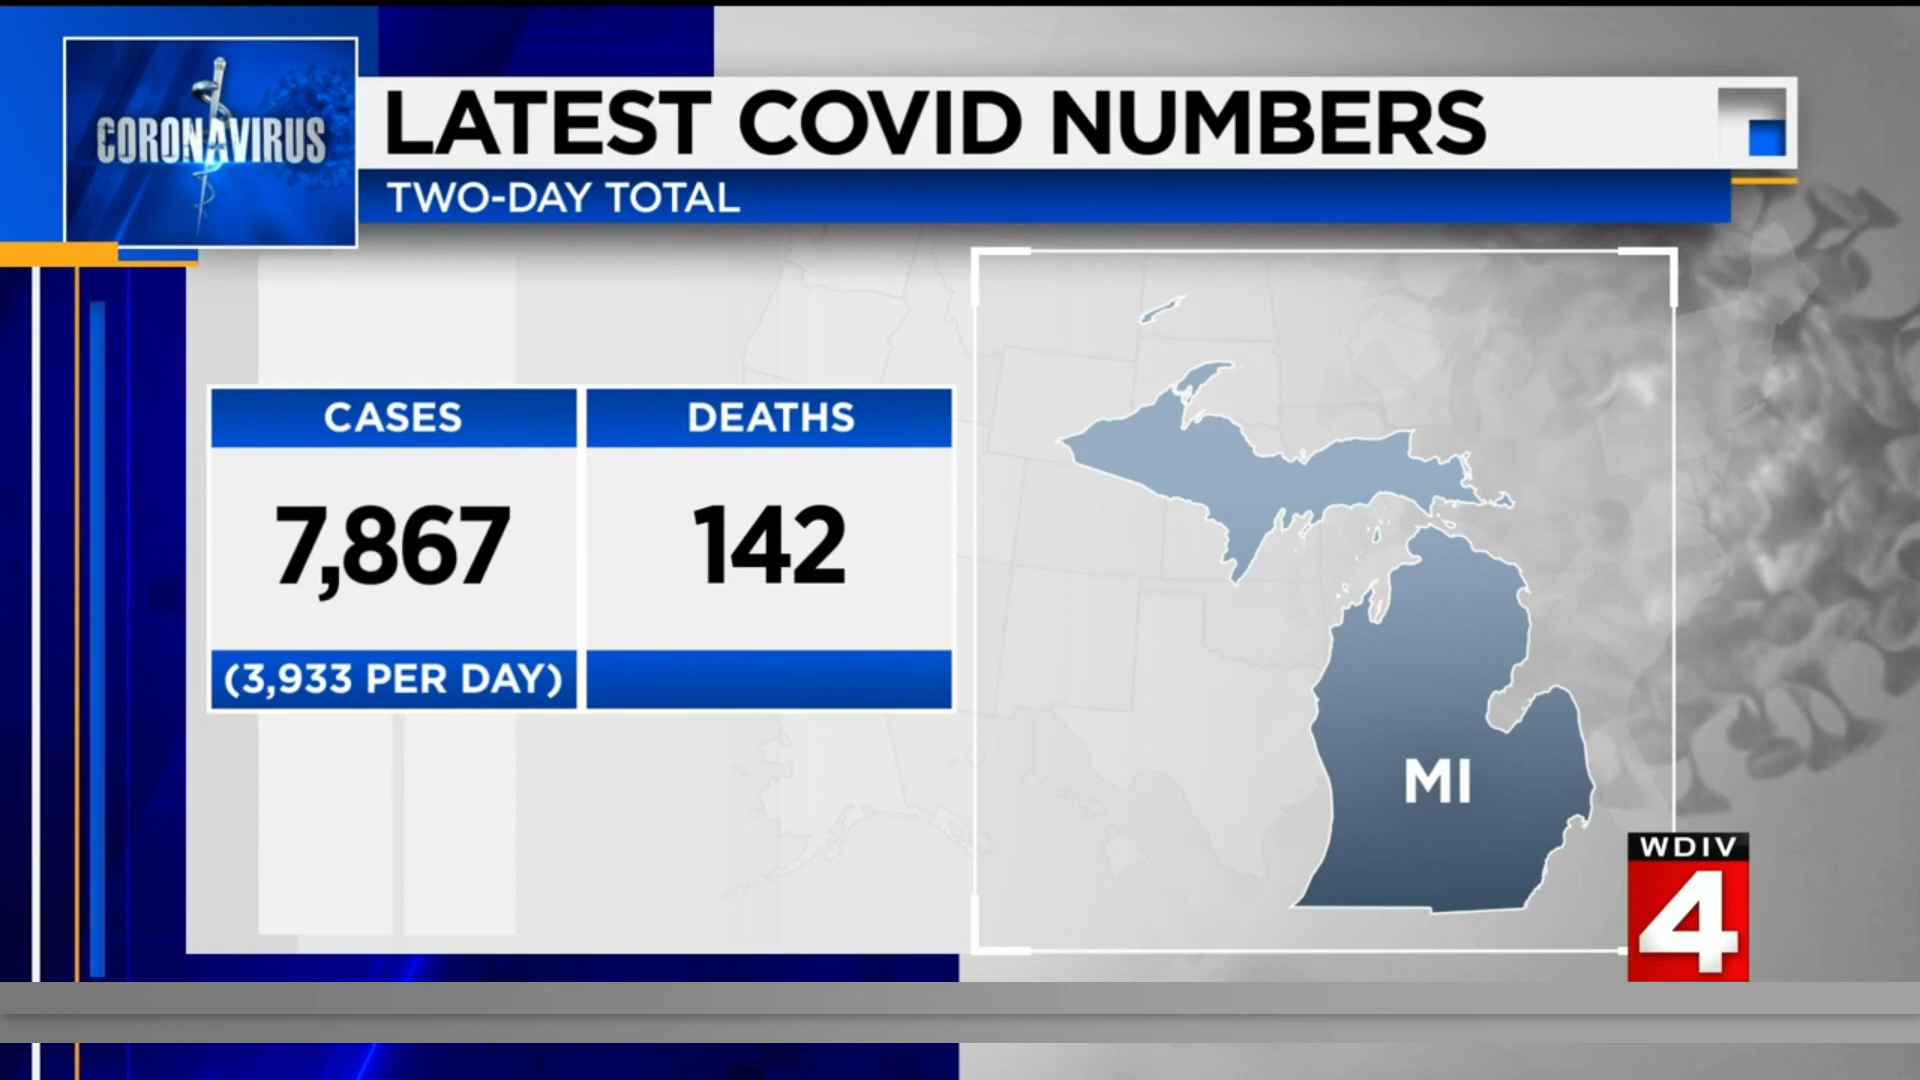 CORONAVIRUS
LATEST COVID NUMBERS
TWO-DAY TOTAL
CASES
DEATHS
7,867
142
(3,933 PER DAY)
MI
WDIV
4